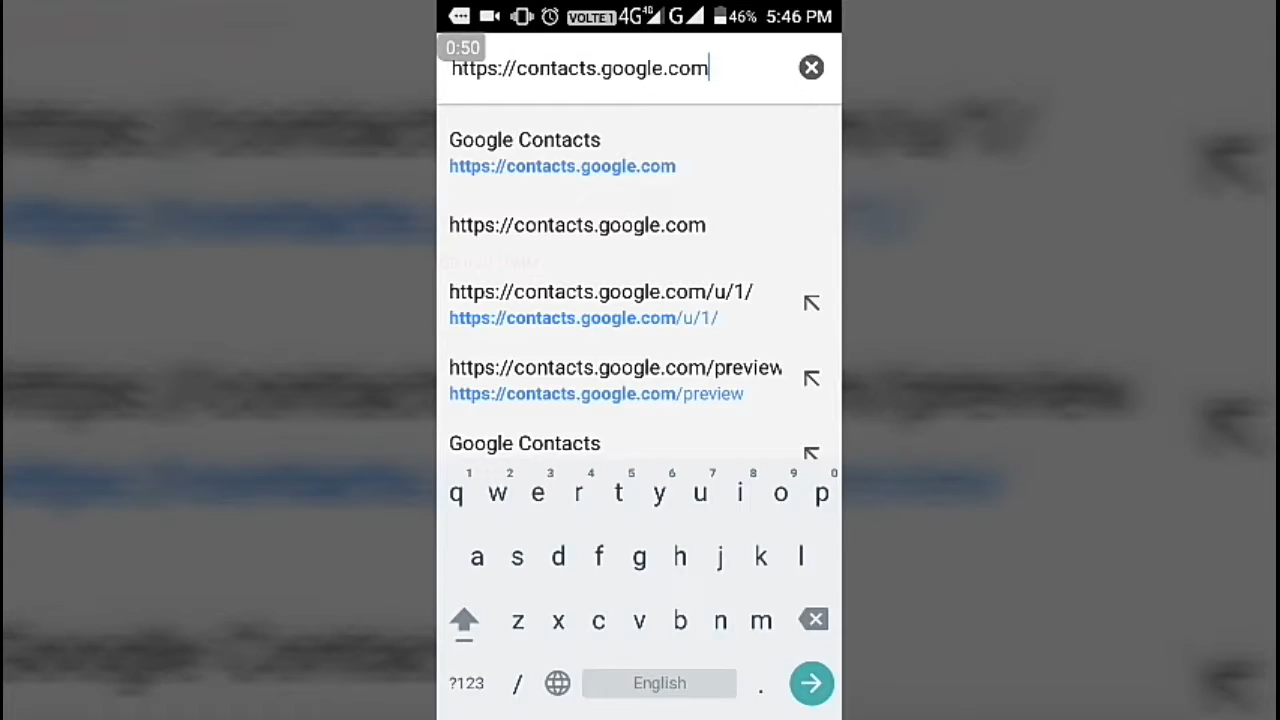 VOLTE 1 4G 4G G 46% 5:46 PM
0:50
https://contacts.google.com
Google Contacts
https://contacts.google.com
https://contacts.google.com
https://contacts.google.com/u/1/
https://contacts.google.com/u/1/
https://contacts.google.com/preview
https://contacts.google.com/preview
Google Contacts
1 2 3 4 5 6 7 8 9 0
q w e r t y u i o p
a s d f g h j k l
z x c v b n m
?123 / English .